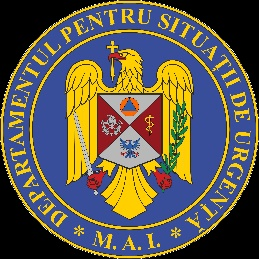 DEPARTAMENTUL PENTRU SITUAȚII DE URGENȚĂ
* M. A. I. *